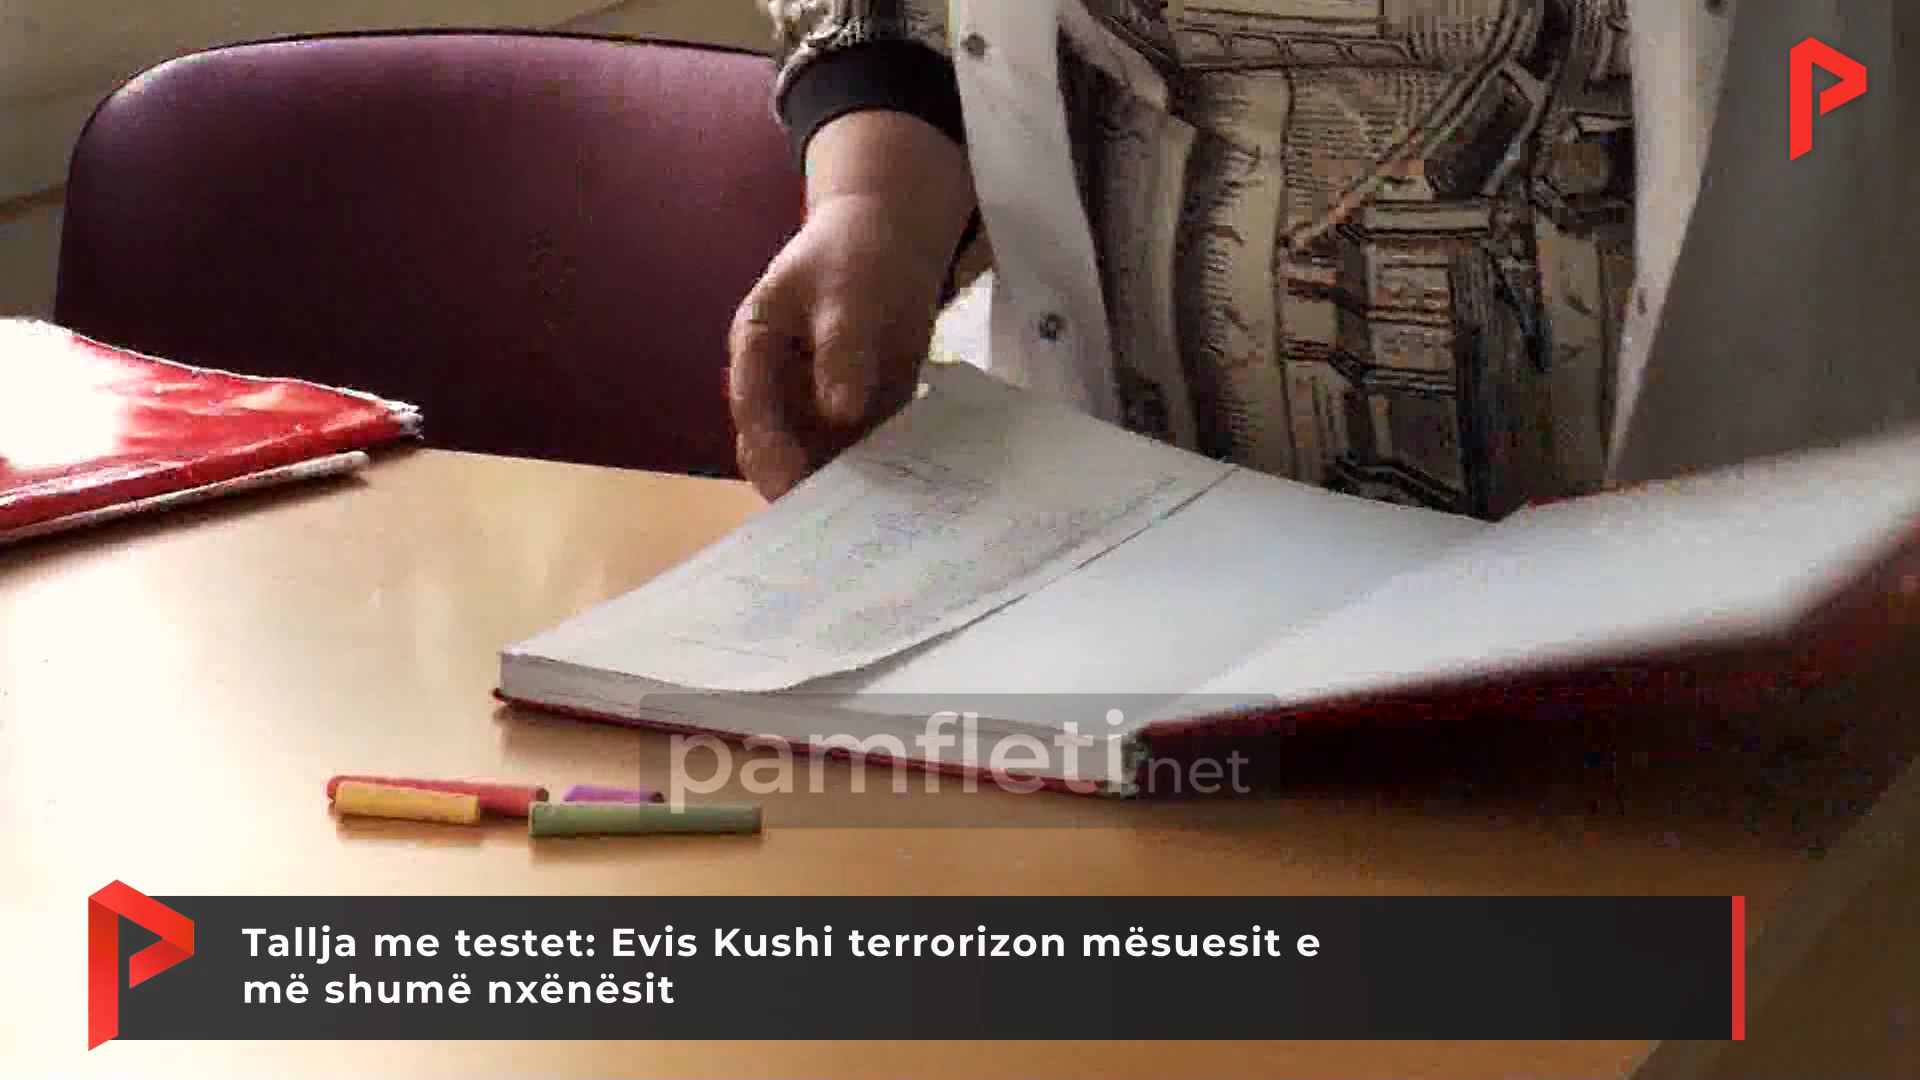 pamfleti.net
Tallja me testet: Evis Kushi terrorizon mësuesit e
më shumë nxënësit